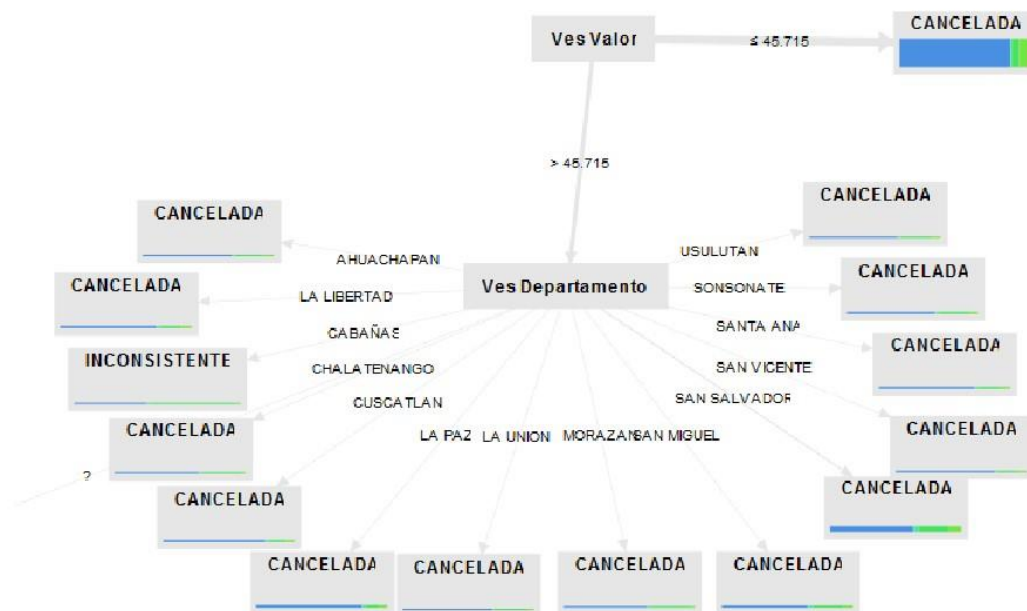 CANCELADA
Ves Valor
≤ 45.715
> 45.715
CANCELADA
CANCELADA
AHUACHAPAN
USULUTAN
CANCELADA
LA LIBERTAD
Ves Departamento
SONSONATE
CANCELADA
CABAÑAS
SANTA ANA
INCONSISTENTE
CHALATENANGO
SAN VICENTE
CANCELADA
CUSCATLAN
SAN SALVADOR
CANCELADA
LA PAZ
LA UNION
MORAZAN
SAN MIGUEL
CANCELADA
?
CANCELADA
CANCELADA
CANCELADA
CANCELADA
CANCELADA
CANCELADA